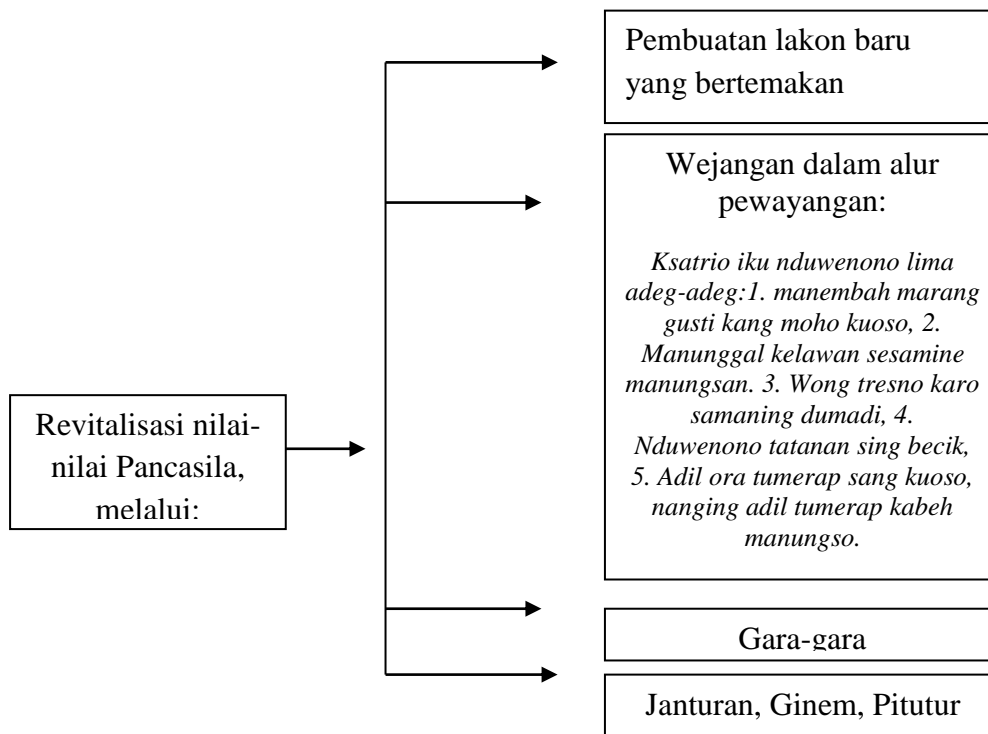 Revitalisasi nilai-
nilai Pancasila,
melalui:
Pembuatan lakon baru
yang bertemakan
Wejangan dalam alur
pewayangan:
Ksatrio iku nduwenono lima
adeg-adeg:1. manembah marang
gusti kang moho kuoso, 2.
Manunggal kelawan sesamine
manungsan. 3. Wong tresno karo
samaning dumadi, 4.
Nduwenono tatanan sing becik,
5. Adil ora tumerap sang kuoso,
nanging adil tumerap kabeh
manungso.
Gara-gara
Janturan, Ginem, Pitutur